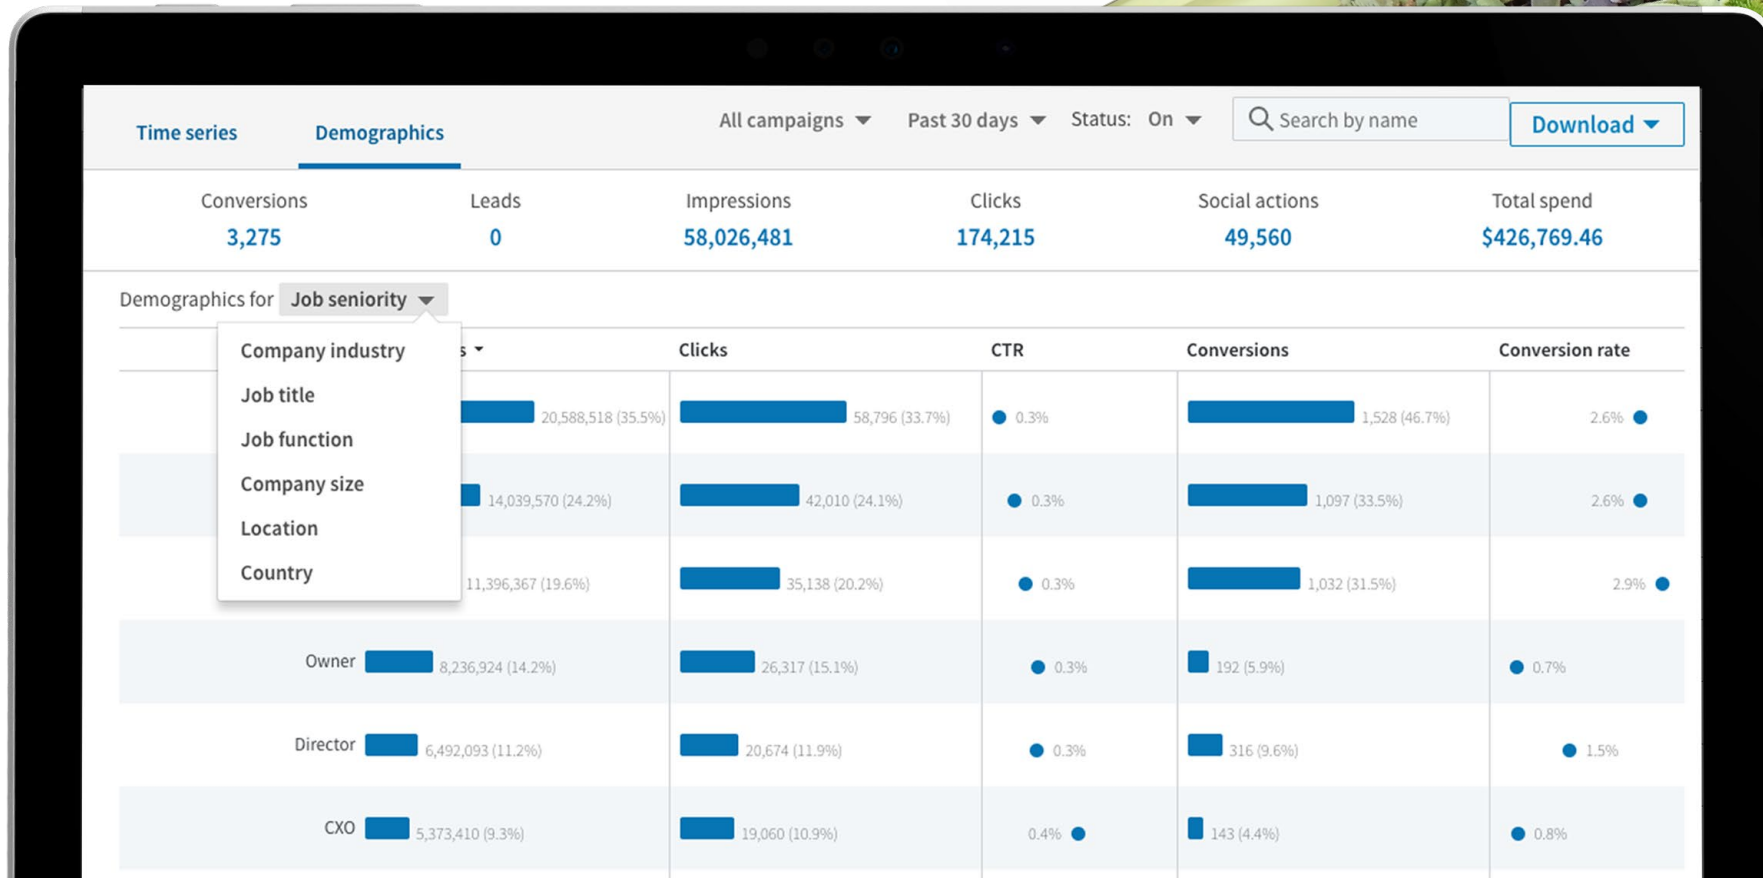 Time series Demographics All campaigns Past 30 days Status: On Search by name Download
Conversions Leads Impressions Clicks Social actions Total spend
3,275 0 58,026,481 174,215 49,560 $426,769.46
Demographics for Job seniority
Company industry
Job title
Job function
Company size
Location
Country
s Clicks CTR Conversions Conversion rate
20,588,518 (35.5%) 58,796 (33.7%) 0.3% 1,528 (46.7%) 2.6%
14,039,570 (24.2%) 42,010 (24.1%) 0.3% 1,097 (33.5%) 2.6%
11,396,367 (19.6%) 35,138 (20.2%) 0.3% 1,032 (31.5%) 2.9%
Owner 8,236,924 (14.2%) 26,317 (15.1%) 0.3% 192 (5.9%) 0.7%
Director 6,492,093 (11.2%) 20,674 (11.9%) 0.3% 316 (9.6%) 1.5%
CXO 5,373,410 (9.3%) 19,060 (10.9%) 0.4% 143 (4.4%) 0.8%